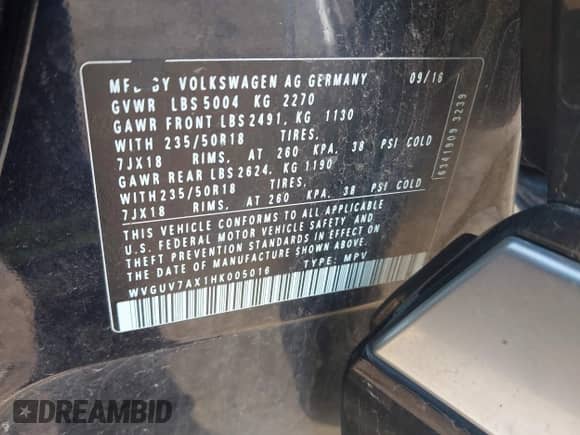 MFD BY VOLKSWAGEN AG GERMANY 09/16
GVWR LBS 5004 KG 2270
GAWR FRONT LBS 2491, KG 1130
WITH 235/50R18 TIRES,
7JX18 RIMS, AT 260 KPA, 38 PSI COLD
GAWR REAR LBS 2624, KG 1190
WITH 235/50R18 TIRES,
7JX18 RIMS, AT 260 KPA, 38 PSI COLD
THIS VEHICLE CONFORMS TO ALL APPLICABLE
U.S. FEDERAL MOTOR VEHICLE SAFETY AND
THEFT PREVENTION STANDARDS IN EFFECT ON
THE DATE OF MANUFACTURE SHOWN ABOVE.
WVGUV7AX1HK005016 TYPE: MPV
6341909 3239
DREAMBID